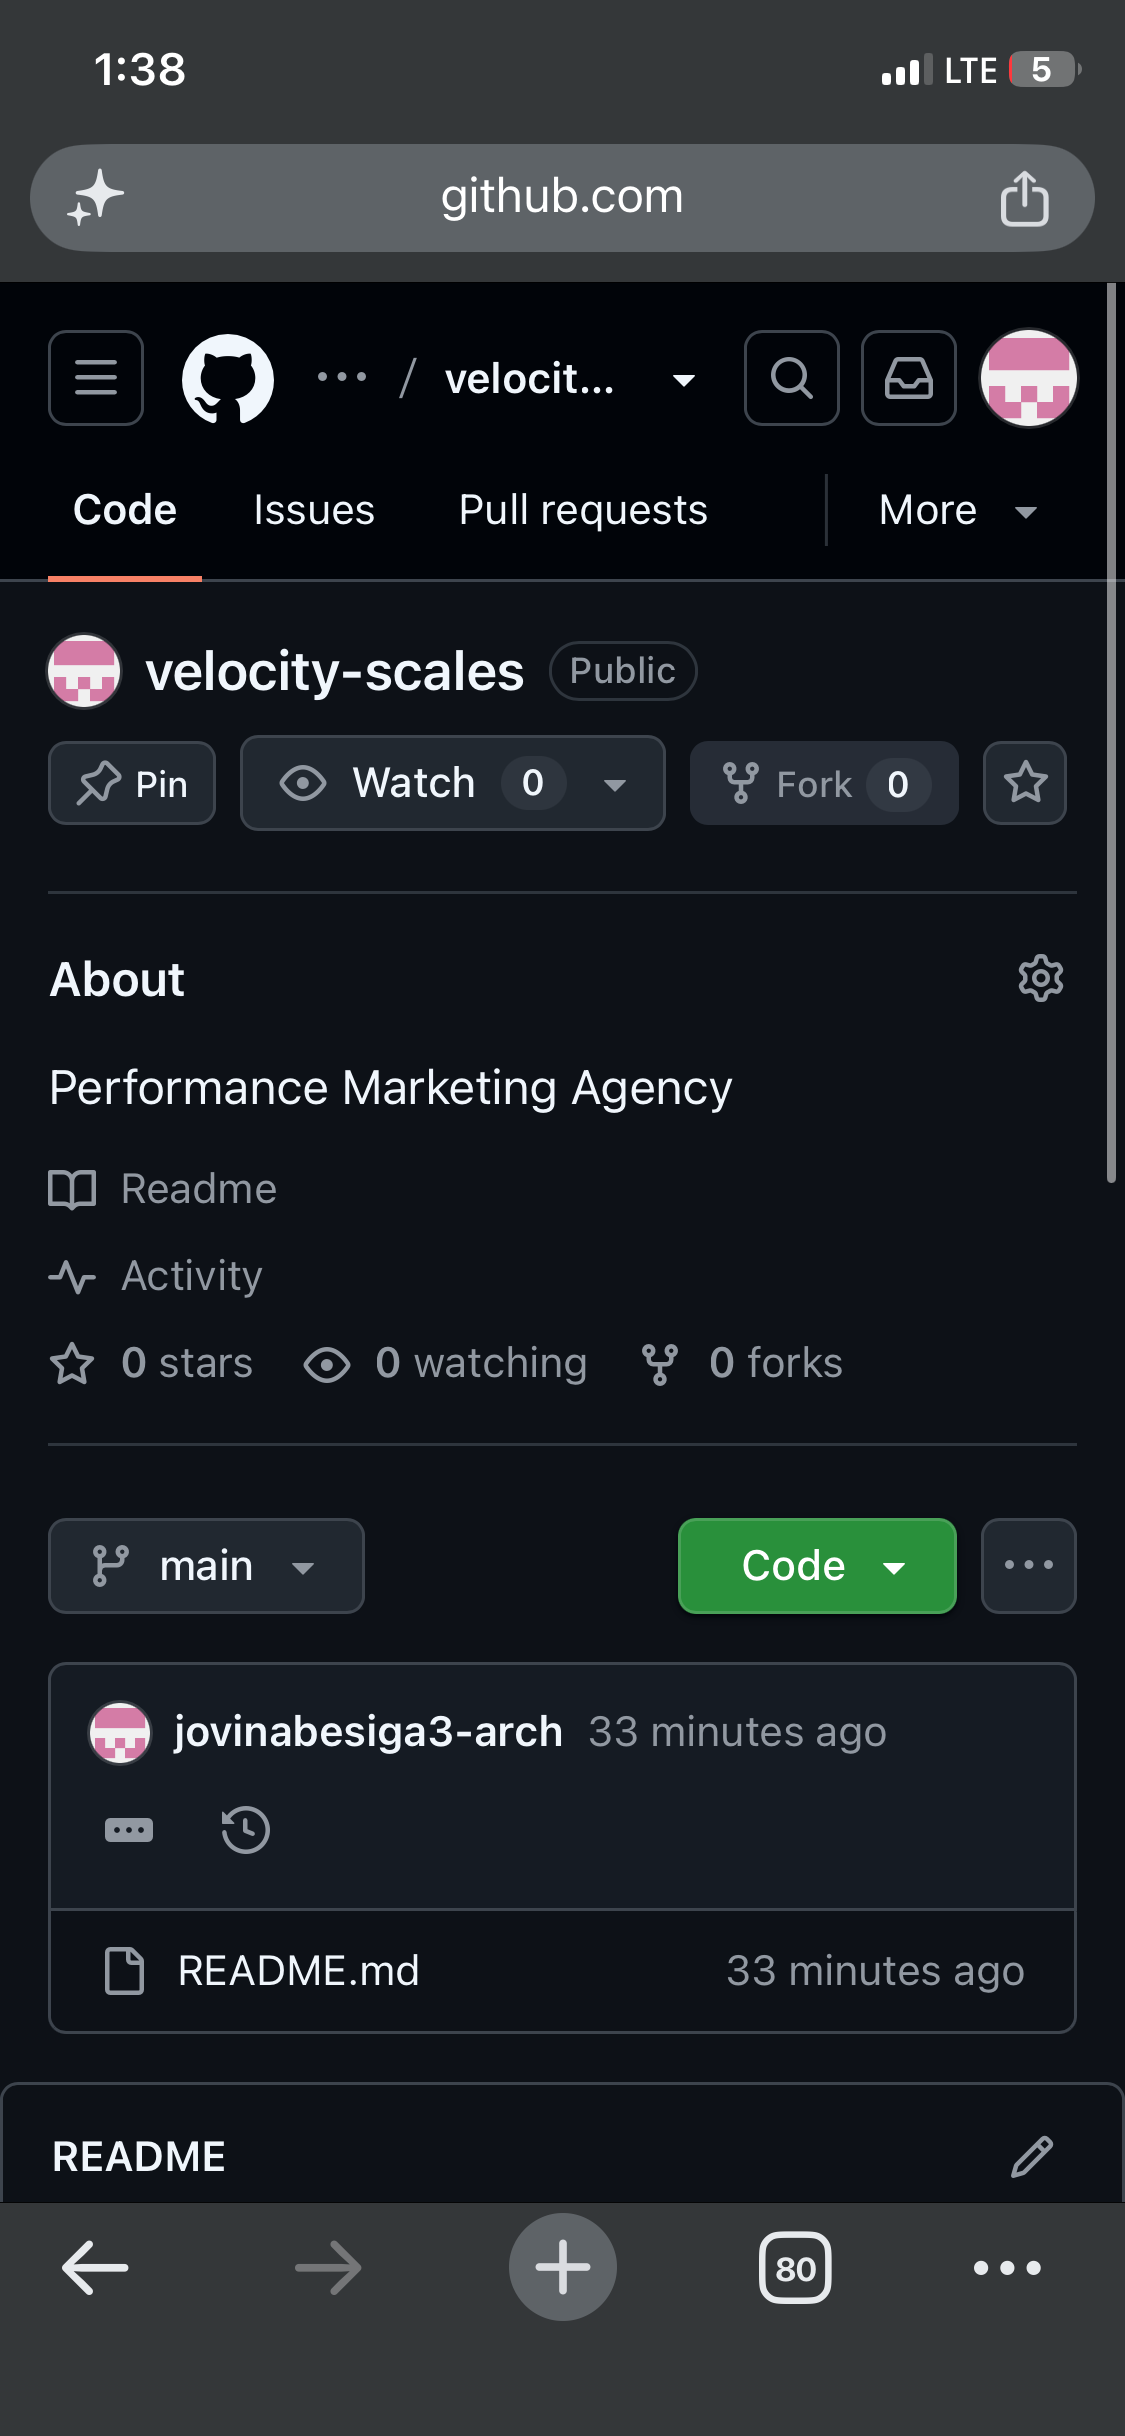 1:38 LTE 5
github.com
... / velocit...
Code Issues Pull requests More
velocity-scales Public
Pin Watch 0 Fork 0
About
Performance Marketing Agency
Readme
Activity
0 stars 0 watching 0 forks
main Code
jovinabesiga3-arch 33 minutes ago
README.md 33 minutes ago
README
80